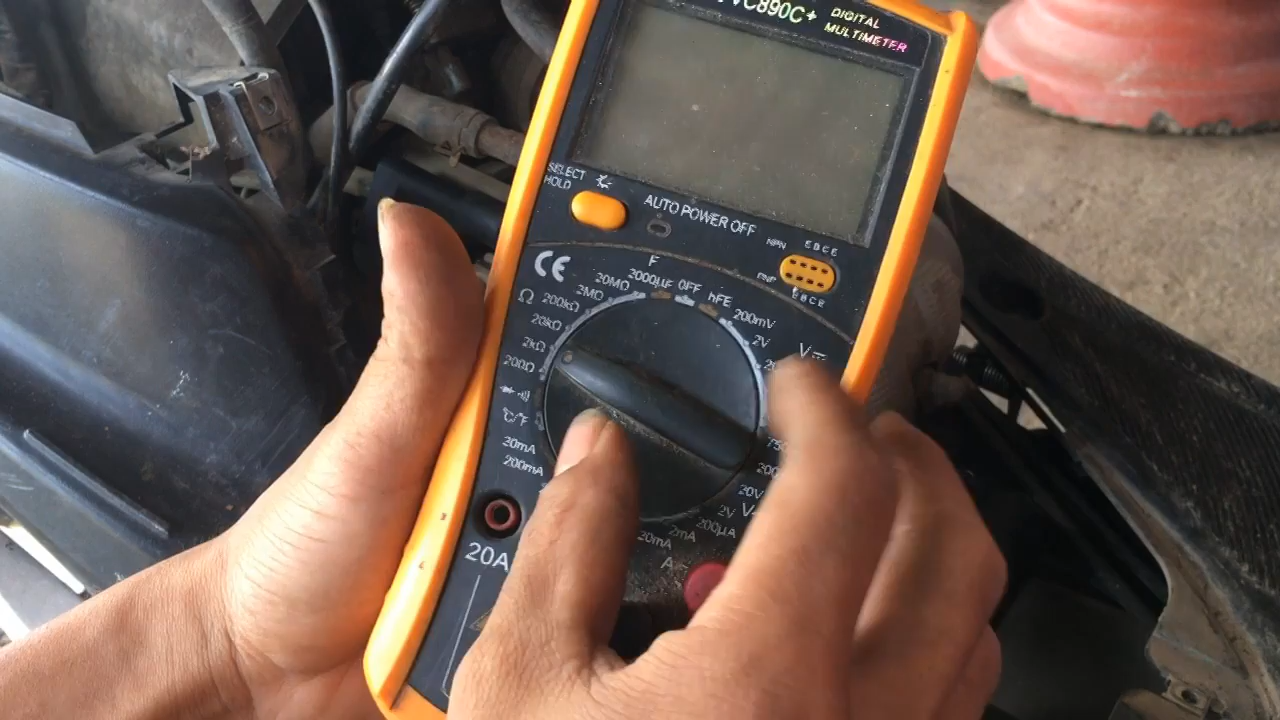 VC890C+
DIGITAL
MULTIMETER
SELECT
HOLD
AUTO POWER OFF
NPN
EBCE
PNP
EBCE
CE
F
2000µF
OFF
hFE
20MΩ
2MΩ
200kΩ
Ω
20kΩ
2kΩ
200Ω
°C/°F
20mA
200mA
200mV
2V
V
20V
2V
V
200µA
2mA
20mA
A
20A